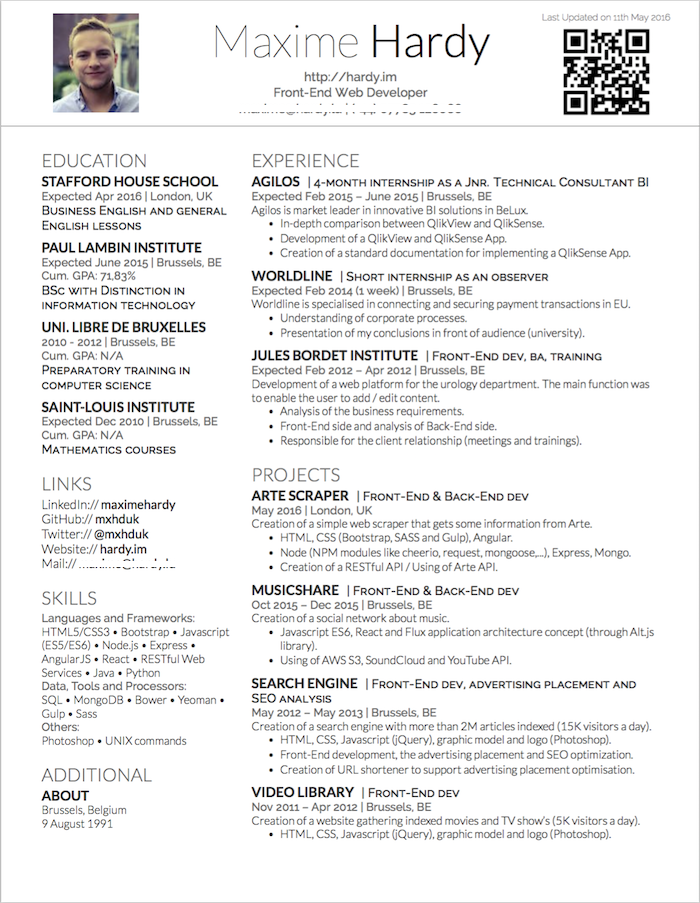 Last Updated on 11th May 2016
Maxime Hardy
http://hardy.im
Front-End Web Developer
EDUCATION
STAFFORD HOUSE SCHOOL
Expected Apr 2016 | London, UK
Business English and general
English lessons
PAUL LAMBIN INSTITUTE
Expected June 2015 | Brussels, BE
Cum. GPA: 71,83%
BSc with Distinction in
information technology
UNI. LIBRE DE BRUXELLES
2010 - 2012 | Brussels, BE
Cum. GPA: N/A
Preparatory training in
computer science
SAINT-LOUIS INSTITUTE
Expected Dec 2010 | Brussels, BE
Cum. GPA: N/A
Mathematics courses
LINKS
LinkedIn:// maximehardy
GitHub:// mxhduk
Twitter:// @mxhduk
Website:// hardy.im
Mail://
SKILLS
Languages and Frameworks:
HTML5/CSS3 • Bootstrap • Javascript
(ES5/ES6) • Node.js • Express •
AngularJS • React • RESTful Web
Services • Java • Python
Data, Tools and Processors:
SQL • MongoDB • Bower • Yeoman •
Gulp • Sass
Others:
Photoshop • UNIX commands
ADDITIONAL
ABOUT
Brussels, Belgium
9 August 1991
EXPERIENCE
AGILOS | 4-month internship as a Jnr. Technical Consultant BI
Expected Feb 2015 – June 2015 | Brussels, BE
Agilos is market leader in innovative BI solutions in BeLux.
• In-depth comparison between QlikView and QlikSense.
• Development of a QlikView and QlikSense App.
• Creation of a standard documentation for implementing a QlikSense App.
WORLDLINE | Short internship as an observer
Expected Feb 2014 (1 week) | Brussels, BE
Worldline is specialised in connecting and securing payment transactions in EU.
• Understanding of corporate processes.
• Presentation of my conclusions in front of audience (university).
JULES BORDET INSTITUTE | Front-End dev, ba, training
Expected Feb 2012 – Apr 2012 | Brussels, BE
Development of a web platform for the urology department. The main function was
to enable the user to add / edit content.
• Analysis of the business requirements.
• Front-End side and analysis of Back-End side.
• Responsible for the client relationship (meetings and trainings).
PROJECTS
ARTE SCRAPER | Front-End & Back-End dev
May 2016 | London, UK
Creation of a simple web scraper that gets some information from Arte.
• HTML, CSS (Bootstrap, SASS and Gulp), Angular.
• Node (NPM modules like cheerio, request, mongoose,...), Express, Mongo.
• Creation of a RESTful API / Using of Arte API.
MUSICSHARE | Front-End & Back-End dev
Oct 2015 – Dec 2015 | Brussels, BE
Creation of a social network about music.
• Javascript ES6, React and Flux application architecture concept (through Alt.js
library).
• Using of AWS S3, SoundCloud and YouTube API.
SEARCH ENGINE | Front-End dev, advertising placement and
SEO analysis
May 2012 – May 2013 | Brussels, BE
Creation of a search engine with more than 2M articles indexed (15K visitors a day).
• HTML, CSS, Javascript (jQuery), graphic model and logo (Photoshop).
• Front-End development, the advertising placement and SEO optimization.
• Creation of URL shortener to support advertising placement optimisation.
VIDEO LIBRARY | Front-End dev
Nov 2011 – Apr 2012 | Brussels, BE
Creation of a website gathering indexed movies and TV show's (5K visitors a day).
• HTML, CSS, Javascript (jQuery), graphic model and logo (Photoshop).